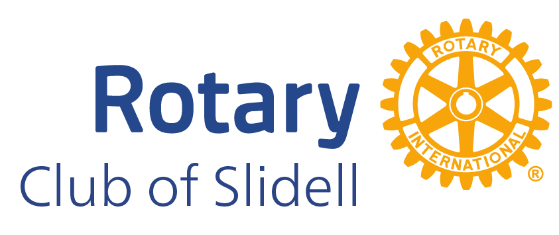 Rotary
Club of Slidell
ROTARY
INTERNATIONAL
®